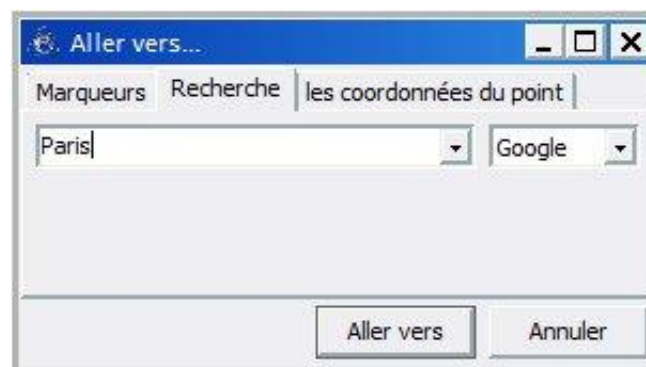 Aller vers...
Marqueurs Recherche les coordonnées du point
Paris Google
Aller vers Annuler